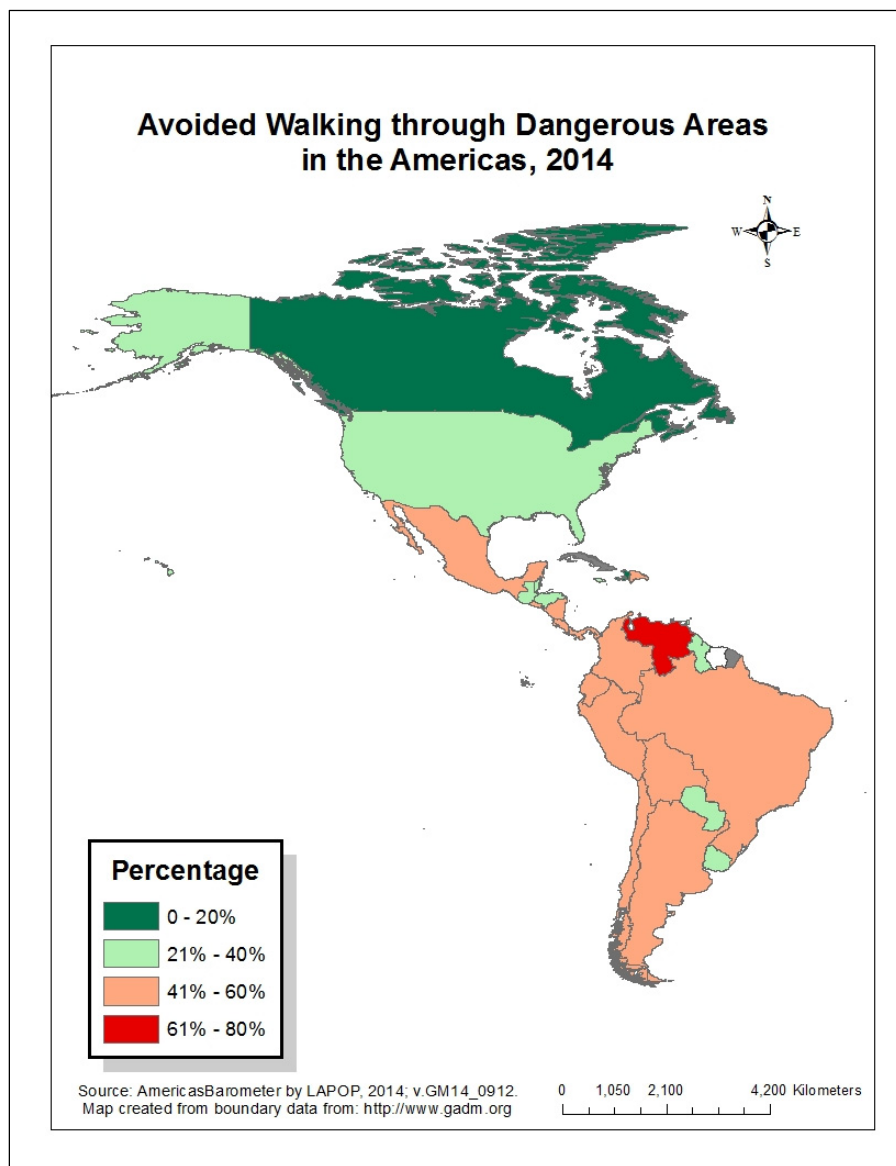 Avoided Walking through Dangerous Areas
in the Americas, 2014
N
W E
S
Percentage
0 - 20%
21% - 40%
41% - 60%
61% - 80%
Source: AmericasBarometer by LAPOP, 2014; v.GM14_0912.
Map created from boundary data from: http://www.gadm.org
0 1,050 2,100 4,200 Kilometers